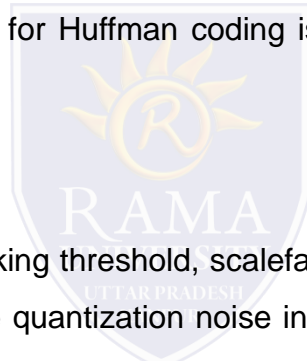 for Huffman coding is
RAMA
UNIVERSITY
UTTAR PRADESH
king threshold, scalefa
quantization noise in